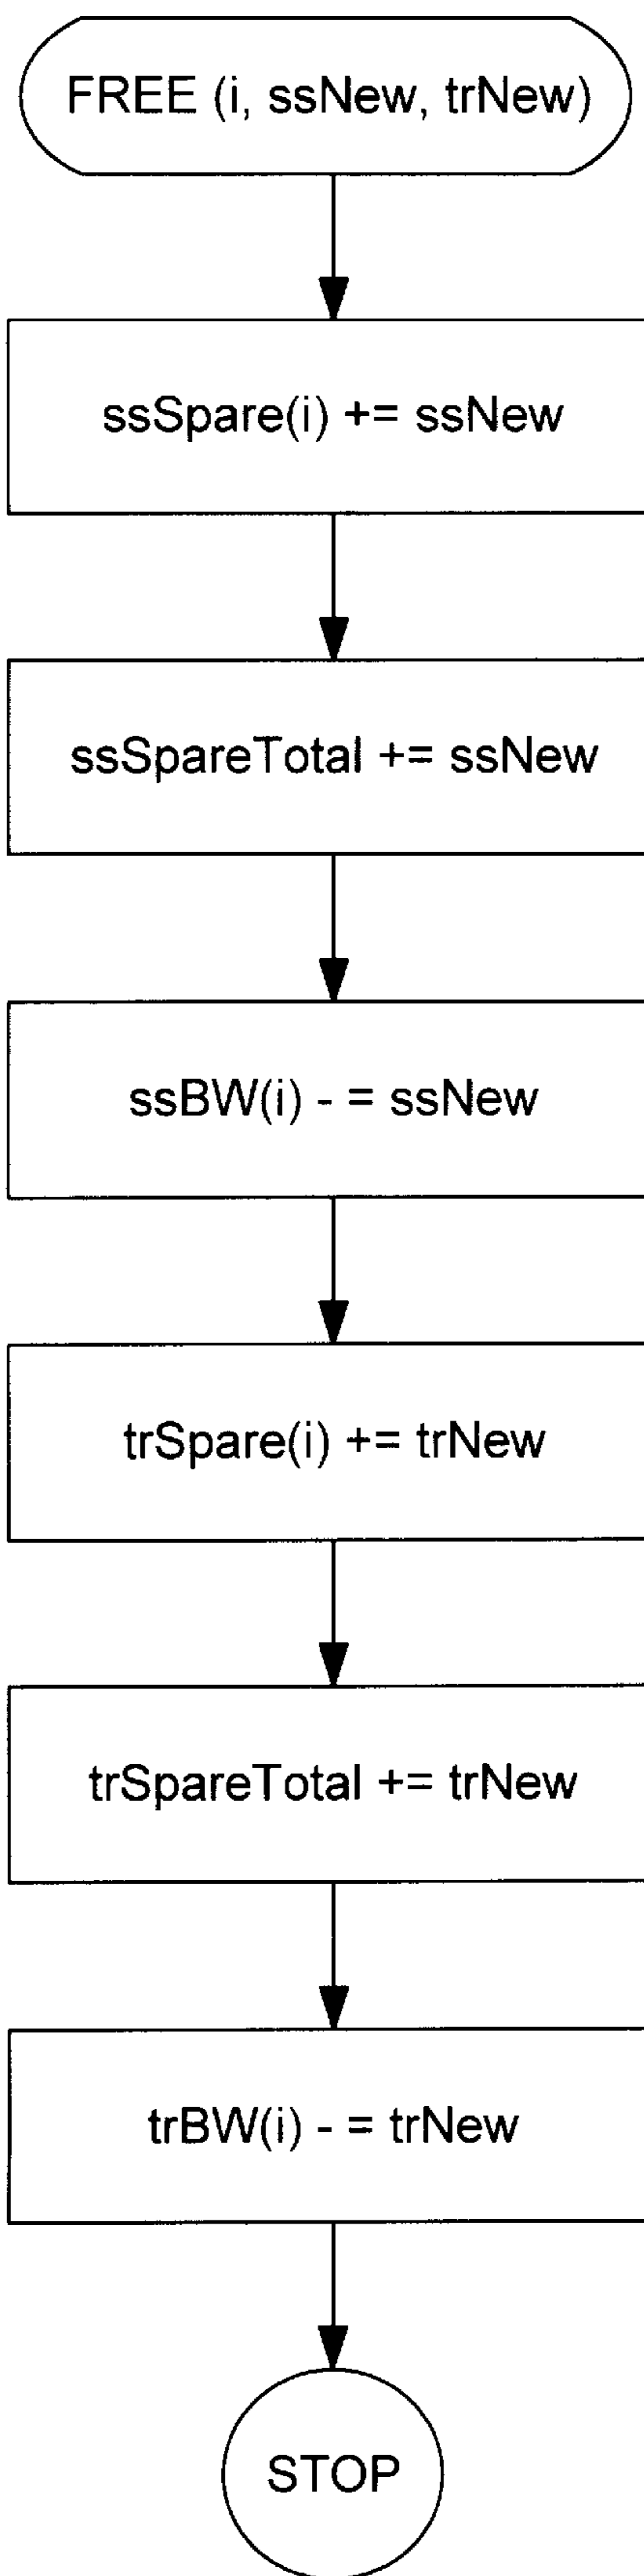 FREE (i, ssNew, trNew)
ssSpare(i) += ssNew
ssSpareTotal += ssNew
ssBW(i) - = ssNew
trSpare(i) += trNew
trSpareTotal += trNew
trBW(i) - = trNew
STOP